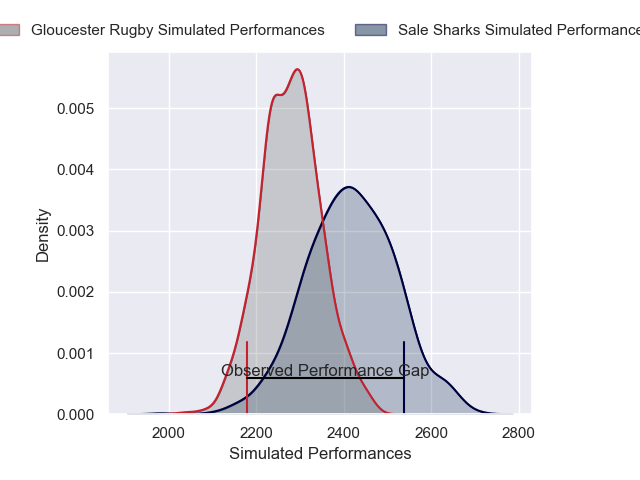 Gloucester Rugby Simulated Performances
Sale Sharks Simulated Performance
0.005
0.004
0.003
0.002
0.001
0.000
Density
Observed Performance Gap
2000 2200 2400 2600 2800
Simulated Performances